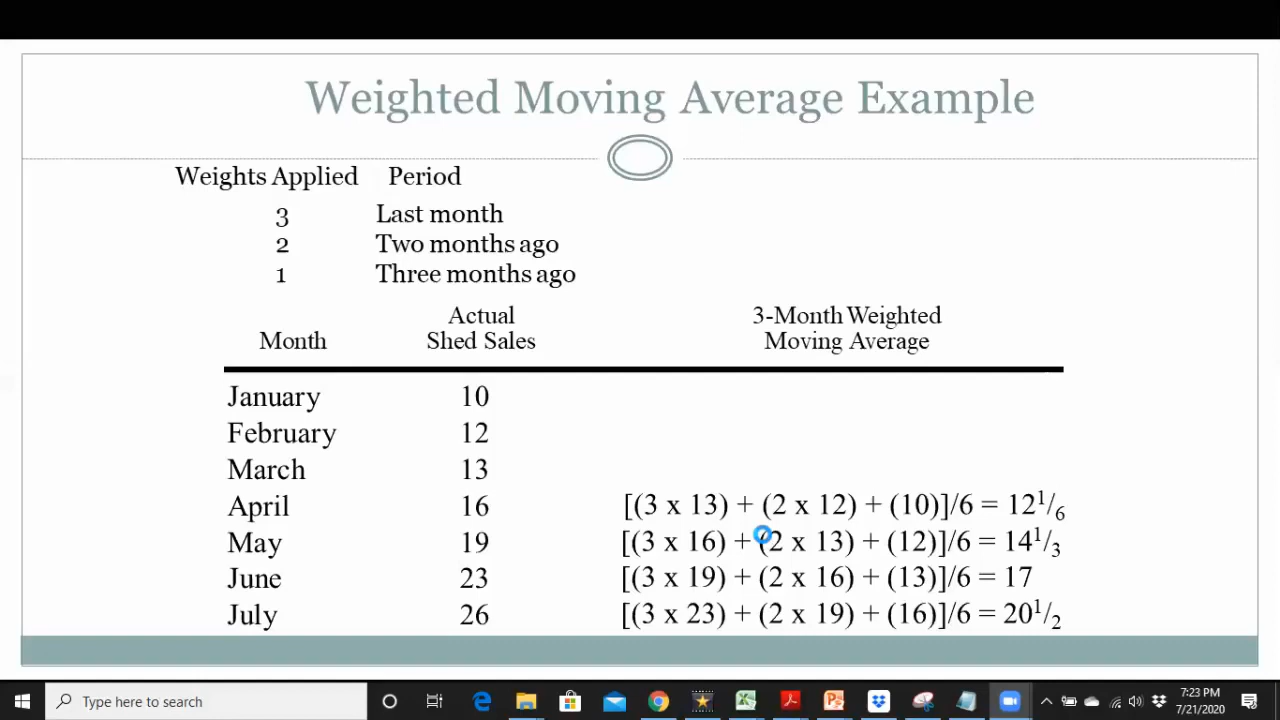 Weighted Moving Average Example
Weights Applied Period
3 Last month
2 Two months ago
1 Three months ago
Actual 3-Month Weighted
Month Shed Sales Moving Average
January 10
February 12
March 13
April 16 [(3 x 13) + (2 x 12) + (10)]/6 = 12¹/₆
May 19 [(3 x 16) + (2 x 13) + (12)]/6 = 14¹/₃
June 23 [(3 x 19) + (2 x 16) + (13)]/6 = 17
July 26 [(3 x 23) + (2 x 19) + (16)]/6 = 20¹/₂
Type here to search
7:23 PM
7/21/2020